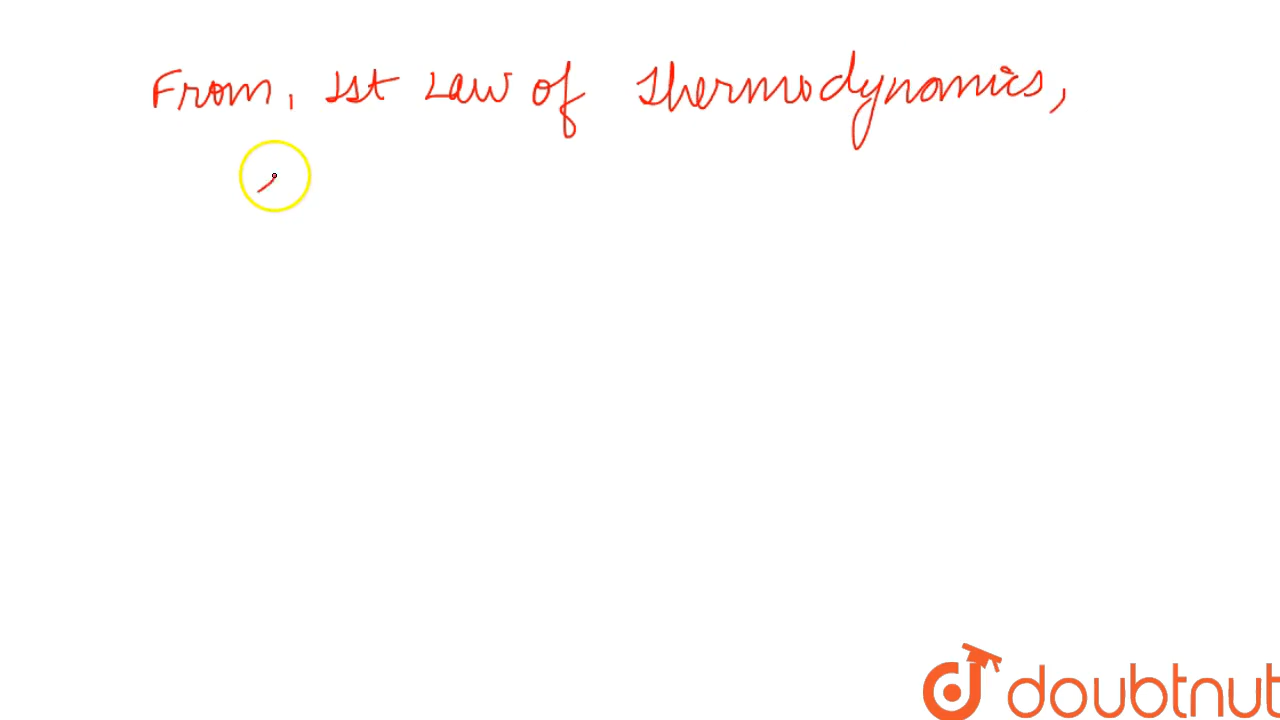 From, 1st Law of Thermodynamics,
doubtnut